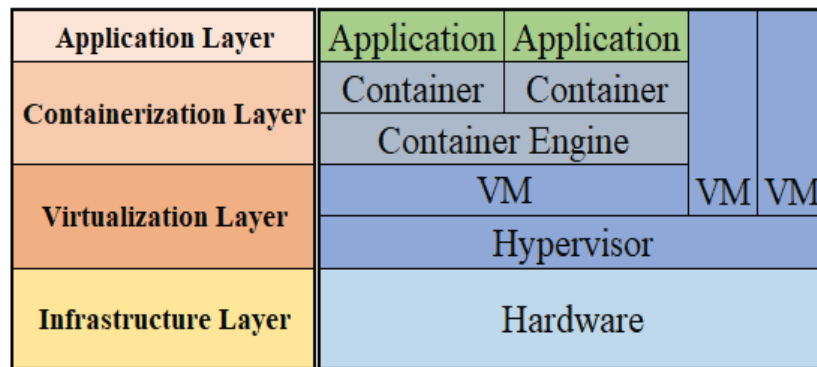 Application Layer
Application Application
Containerization Layer
Container Container
Container Engine
Virtualization Layer
VM VM VM
Hypervisor
Infrastructure Layer
Hardware